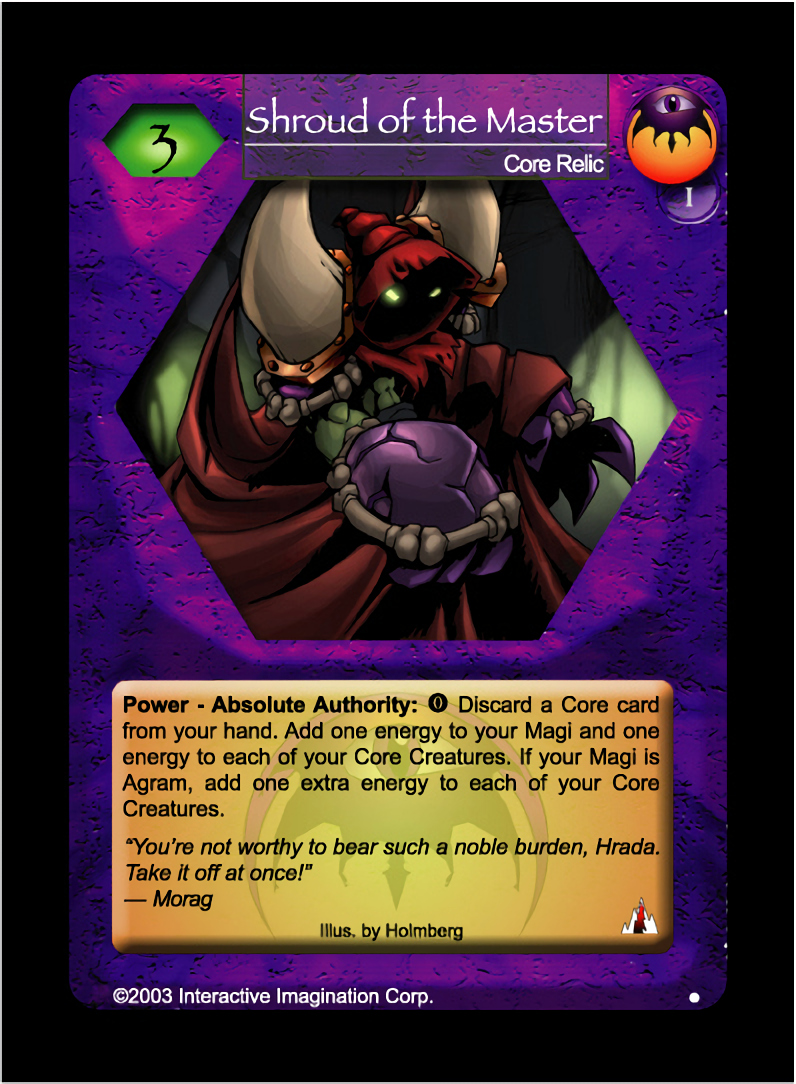 3
Shroud of the Master
Core Relic
I
Power - Absolute Authority: 0 Discard a Core card
from your hand. Add one energy to your Magi and one
energy to each of your Core Creatures. If your Magi is
Agram, add one extra energy to each of your Core
Creatures.
"You're not worthy to bear such a noble burden, Hrada.
Take it off at once!"
— Morag
Illus. by Holmberg
©2003 Interactive Imagination Corp.